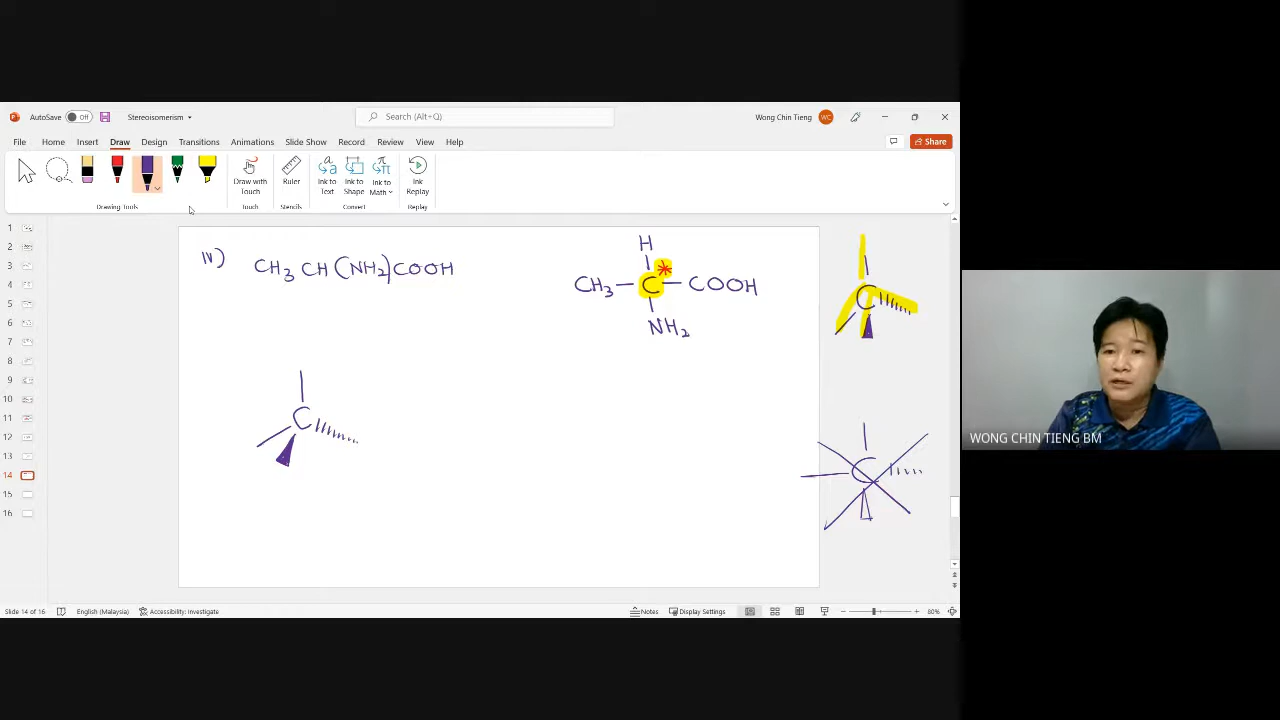 AutoSave Off Stereoisomerism Search (Alt+Q) Wong Chin Tieng WC
File Home Insert Draw Design Transitions Animations Slide Show Record Review View Help Share
Draw with Touch Ruler Ink to Text Ink to Shape Ink to Math Ink Replay
Drawing Tools Touch Stencils Convert Replay
1
2
3
4
5
6
7
8
9
10
11
12
13
14
15
16
iv) CH3CH(NH2)COOH
H
CH3 — C* — COOH
NH2
C
C
C
WONG CHIN TIENG BM
Slide 14 of 16 English (Malaysia) Accessibility: Investigate Notes Display Settings 80%